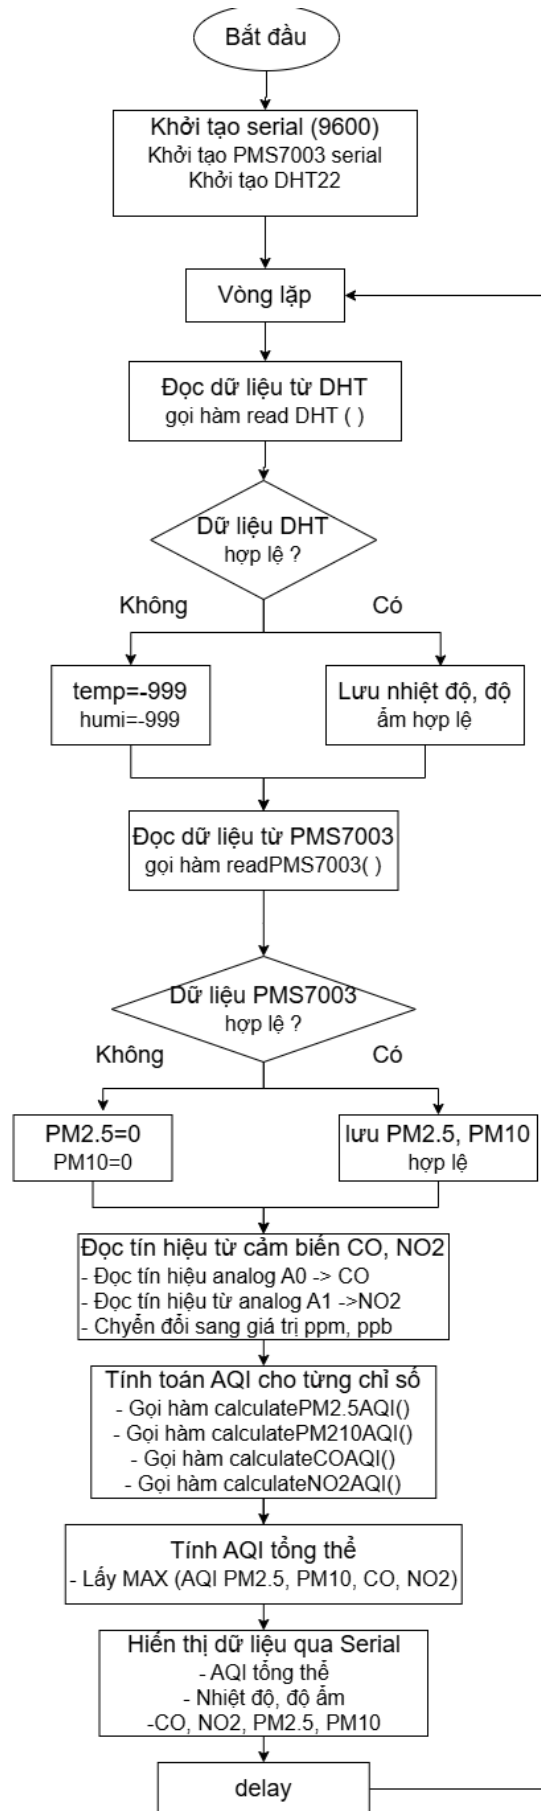 Bắt đầu
Khởi tạo serial (9600)
Khởi tạo PMS7003 serial
Khởi tạo DHT22
Vòng lặp
Đọc dữ liệu từ DHT
gọi hàm read DHT ( )
Dữ liệu DHT
hợp lệ ?
Không
Có
temp=-999
humi=-999
Lưu nhiệt độ, độ
ẩm hợp lệ
Đọc dữ liệu từ PMS7003
gọi hàm readPMS7003( )
Dữ liệu PMS7003
hợp lệ ?
Không
Có
PM2.5=0
PM10=0
lưu PM2.5, PM10
hợp lệ
Đọc tín hiệu từ cảm biến CO, NO2
- Đọc tín hiệu analog A0 -> CO
- Đọc tín hiệu từ analog A1 ->NO2
- Chyển đổi sang giá trị ppm, ppb
Tính toán AQI cho từng chỉ số
- Gọi hàm calculatePM2.5AQI()
- Gọi hàm calculatePM210AQI()
- Gọi hàm calculateCOAQI()
- Gọi hàm calculateNO2AQI()
Tính AQI tổng thể
- Lấy MAX (AQI PM2.5, PM10, CO, NO2)
Hiển thị dữ liệu qua Serial
- AQI tổng thể
- Nhiệt độ, độ ẩm
-CO, NO2, PM2.5, PM10
delay